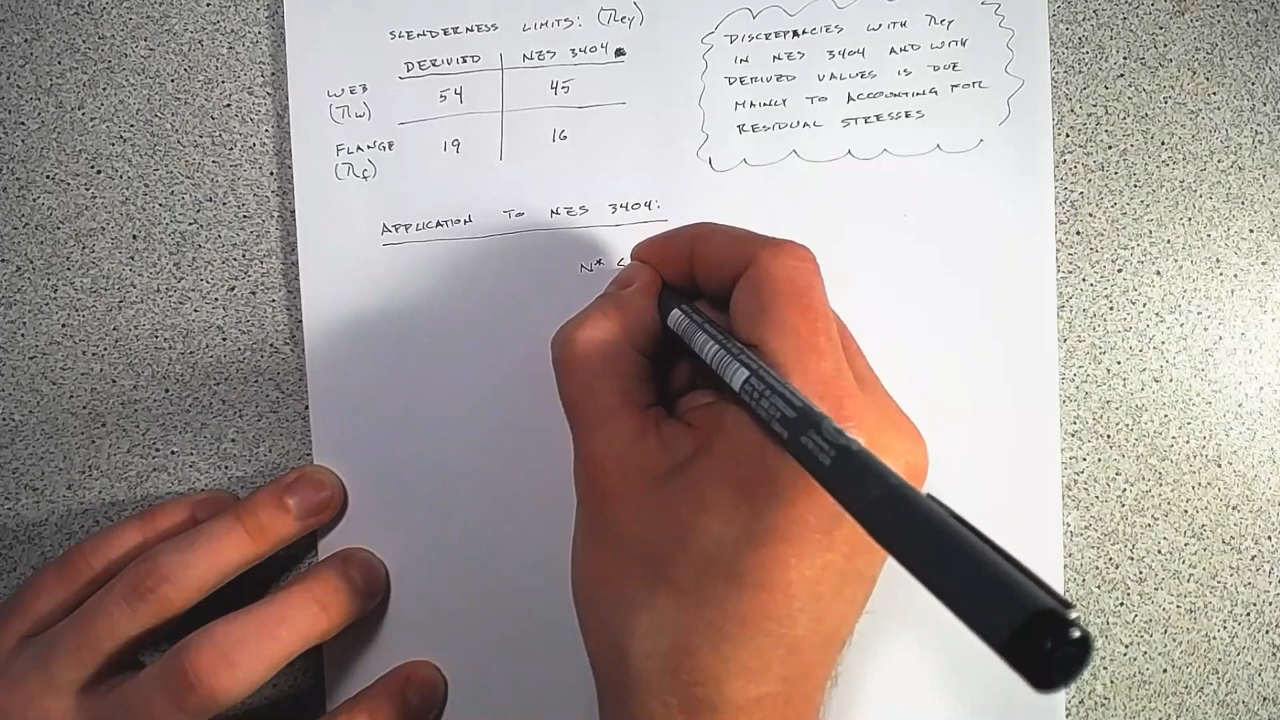 SLENDERNESS LIMITS: (λey)
DERIVED NZS 3404
WEB 54 45
(λw)
FLANGE 19 16
(λf)
DISCREPANCIES WITH λey
IN NZS 3404 AND WITH
DERIVED VALUES IS DUE
MAINLY TO ACCOUNTING FOR
RESIDUAL STRESSES
APPLICATION TO NZS 3404:
N* <